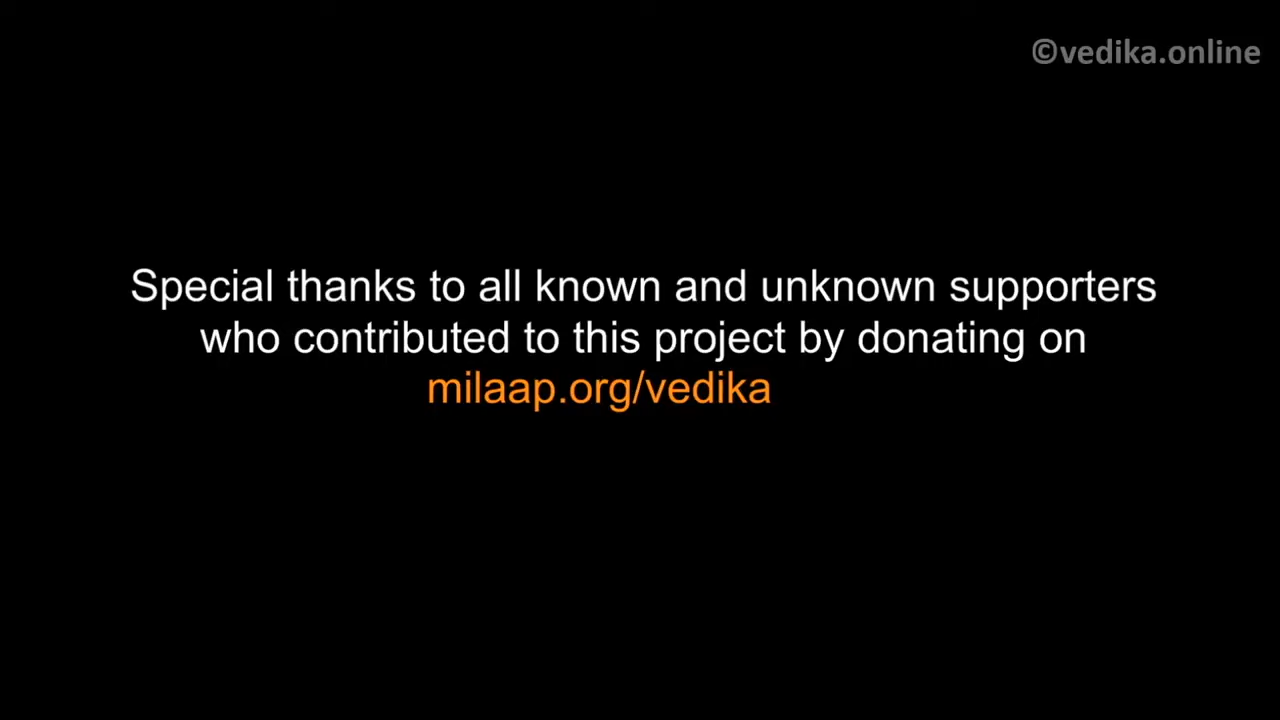 ©vedika.online
Special thanks to all known and unknown supporters
who contributed to this project by donating on
milaap.org/vedika